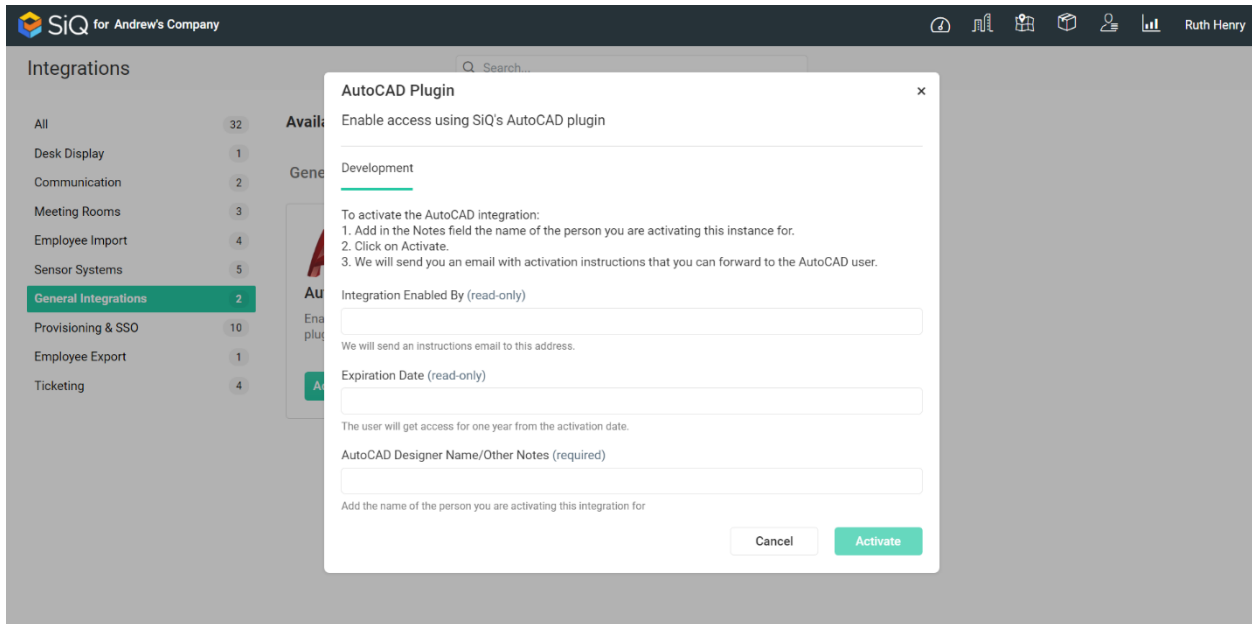 SiQ for Andrew's Company
Ruth Henry
Integrations
Search...
All 32
Desk Display 1
Communication 2
Meeting Rooms 3
Employee Import 4
Sensor Systems 5
General Integrations 2
Provisioning & SSO 10
Employee Export 1
Ticketing 4
Availa
Gene
Au
Ena
plug
AutoCAD Plugin
Enable access using SiQ's AutoCAD plugin
Development
To activate the AutoCAD integration:
1. Add in the Notes field the name of the person you are activating this instance for.
2. Click on Activate.
3. We will send you an email with activation instructions that you can forward to the AutoCAD user.
Integration Enabled By (read-only)
We will send an instructions email to this address.
Expiration Date (read-only)
The user will get access for one year from the activation date.
AutoCAD Designer Name/Other Notes (required)
Add the name of the person you are activating this integration for
Cancel
Activate